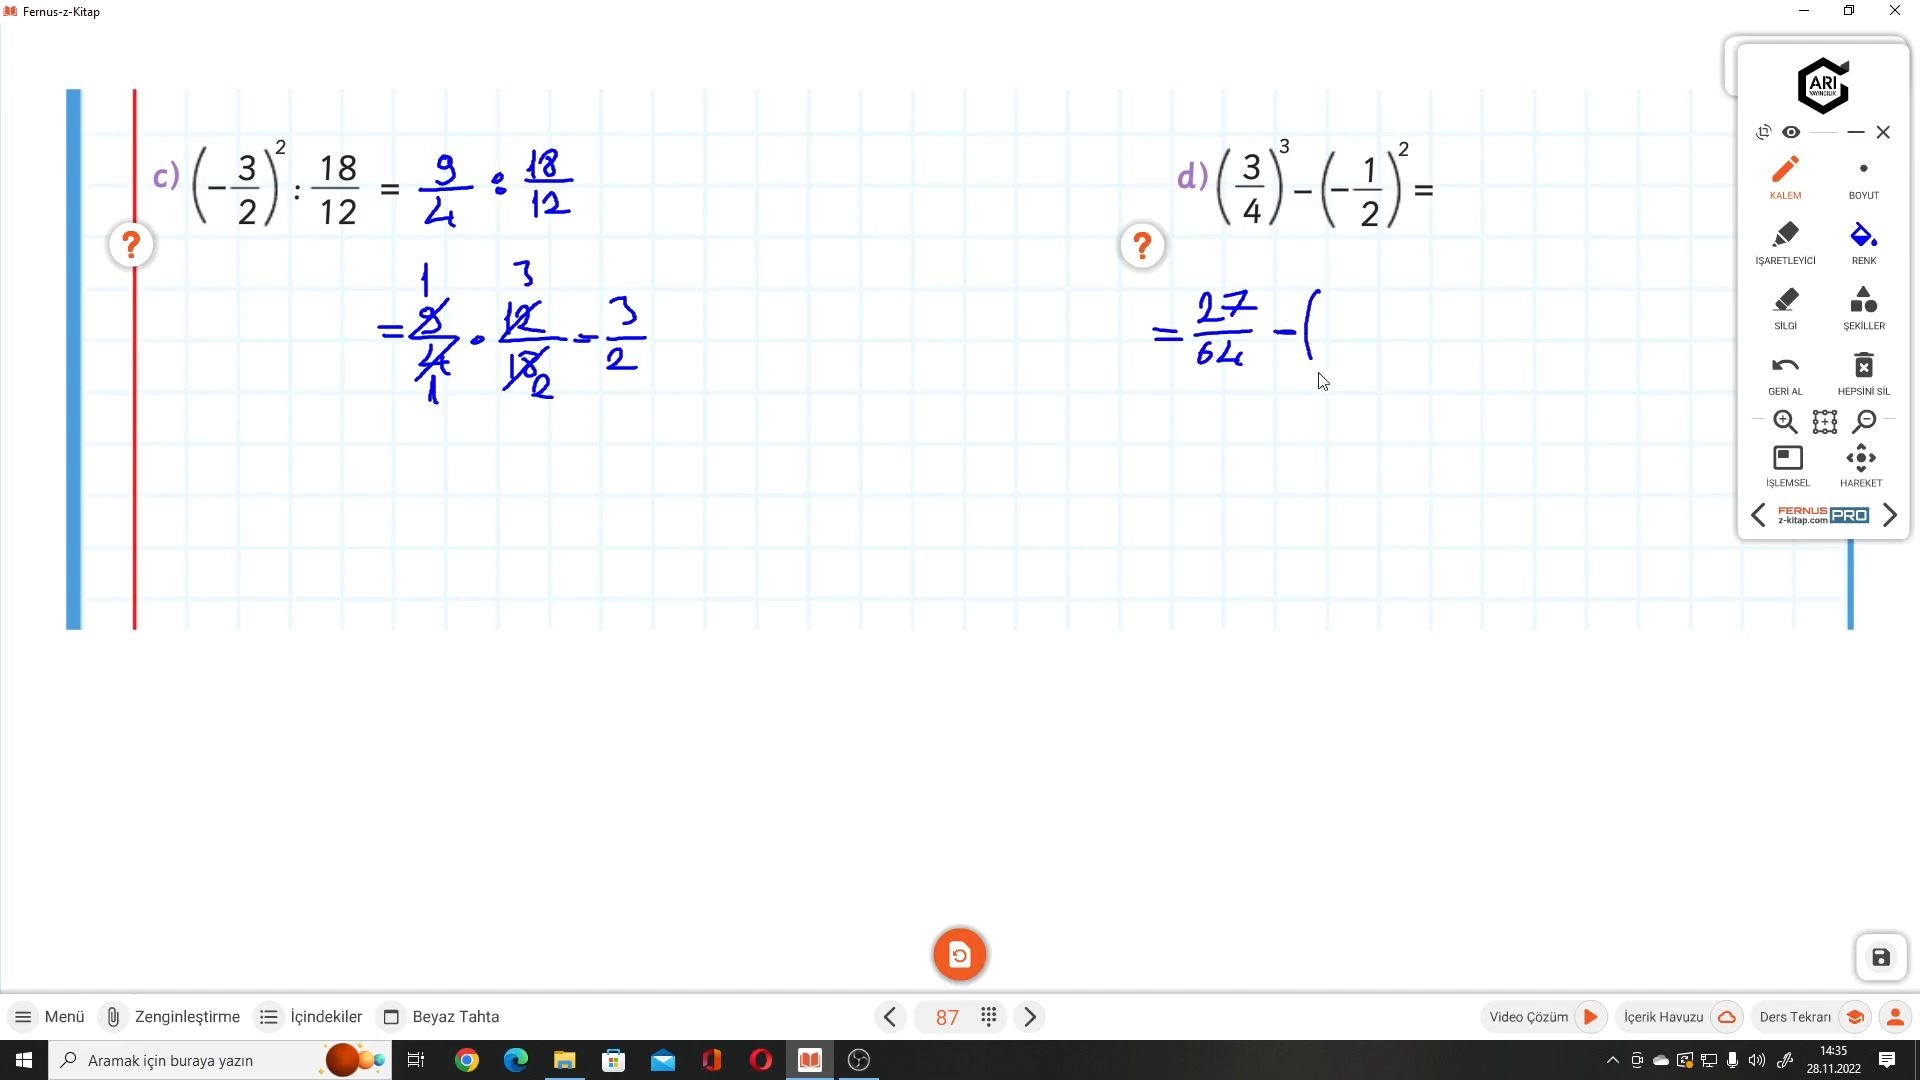 Fernus-z-Kitap
c) (-3/2)² : 18/12 = 9/4 : 18/12
= 9/4 · 12/18 = 3/2
1 3
1 2
d) (3/4)³ - (-1/2)² =
= 27/64 - (
?
?
ARI
YAYINCILIK
KALEM BOYUT
İŞARETLEYİCİ RENK
SİLGİ ŞEKİLLER
GERİ AL HEPSİNİ SİL
İŞLEMSEL HAREKET
FERNUS
z-kitap.com PRO
Menü Zenginleştirme İçindekiler Beyaz Tahta 87 Video Çözüm İçerik Havuzu Ders Tekrarı
Aramak için buraya yazın
14:35
28.11.2022